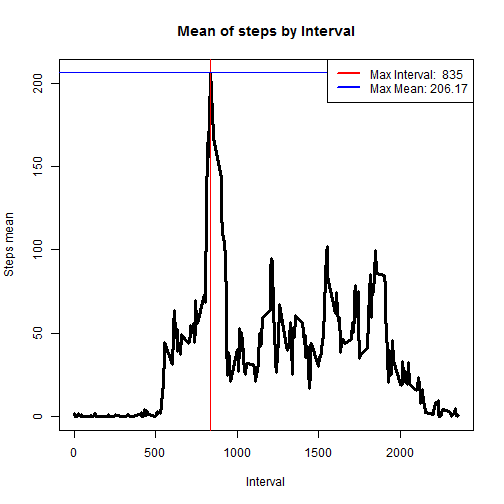 Mean of steps by Interval
Max Interval: 835
Max Mean: 206.17
200
150
100
50
0
Steps mean
0 500 1000 1500 2000
Interval